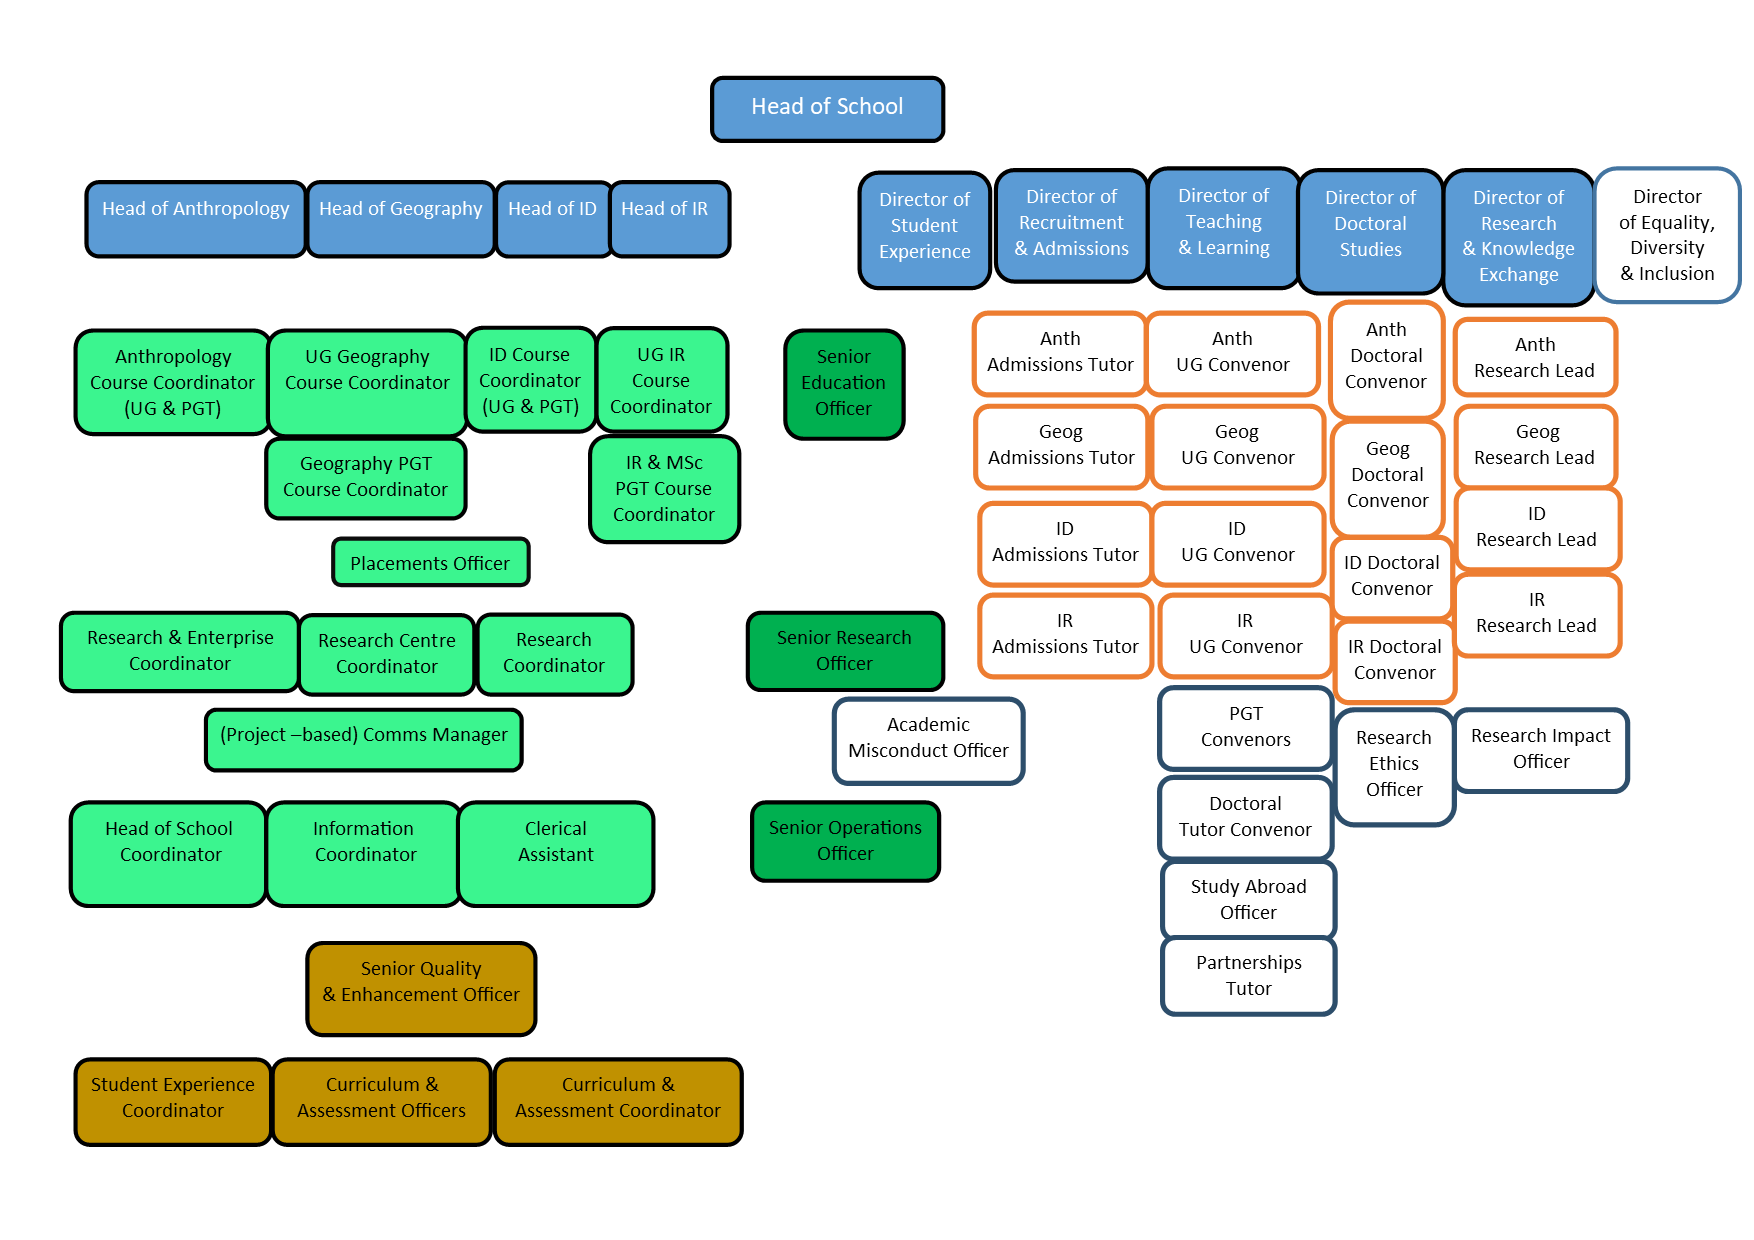 Head of School
Head of Anthropology
Head of Geography
Head of ID
Head of IR
Director of
Student
Experience
Director of
Recruitment
& Admissions
Director of
Teaching
& Learning
Director of
Doctoral
Studies
Director of
Research
& Knowledge
Exchange
Director
of Equality,
Diversity
& Inclusion
Anthropology
Course Coordinator
(UG & PGT)
UG Geography
Course Coordinator
ID Course
Coordinator
(UG & PGT)
UG IR
Course
Coordinator
Geography PGT
Course Coordinator
IR & MSc
PGT Course
Coordinator
Placements Officer
Senior
Education
Officer
Research & Enterprise
Coordinator
Research Centre
Coordinator
Research
Coordinator
(Project –based) Comms Manager
Senior Research
Officer
Academic
Misconduct Officer
Head of School
Coordinator
Information
Coordinator
Clerical
Assistant
Senior Operations
Officer
Senior Quality
& Enhancement Officer
Student Experience
Coordinator
Curriculum &
Assessment Officers
Curriculum &
Assessment Coordinator
Anth
Admissions Tutor
Geog
Admissions Tutor
ID
Admissions Tutor
IR
Admissions Tutor
Anth
UG Convenor
Geog
UG Convenor
ID
UG Convenor
IR
UG Convenor
PGT
Convenors
Doctoral
Tutor Convenor
Study Abroad
Officer
Partnerships
Tutor
Anth
Doctoral
Convenor
Geog
Doctoral
Convenor
ID Doctoral
Convenor
IR Doctoral
Convenor
Research
Ethics
Officer
Anth
Research Lead
Geog
Research Lead
ID
Research Lead
IR
Research Lead
Research Impact
Officer